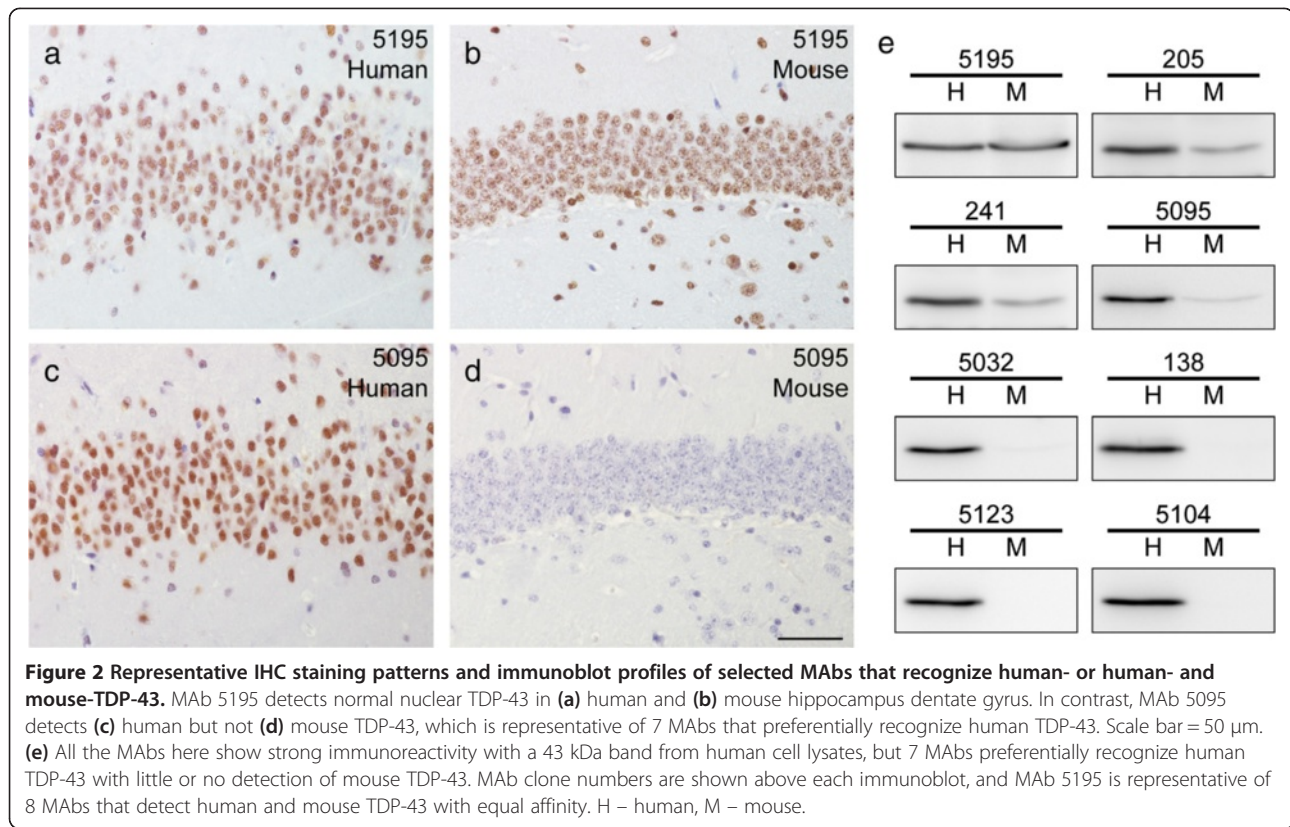 a
5195
Human
b
5195
Mouse
c
5095
Human
d
5095
Mouse
e
5195
H M
205
H M
241
H M
5095
H M
5032
H M
138
H M
5123
H M
5104
H M
Figure 2 Representative IHC staining patterns and immunoblot profiles of selected MAbs that recognize human- or human- and
mouse-TDP-43. MAb 5195 detects normal nuclear TDP-43 in (a) human and (b) mouse hippocampus dentate gyrus. In contrast, MAb 5095
detects (c) human but not (d) mouse TDP-43, which is representative of 7 MAbs that preferentially recognize human TDP-43. Scale bar = 50 μm.
(e) All the MAbs here show strong immunoreactivity with a 43 kDa band from human cell lysates, but 7 MAbs preferentially recognize human
TDP-43 with little or no detection of mouse TDP-43. MAb clone numbers are shown above each immunoblot, and MAb 5195 is representative of
8 MAbs that detect human and mouse TDP-43 with equal affinity. H – human, M – mouse.